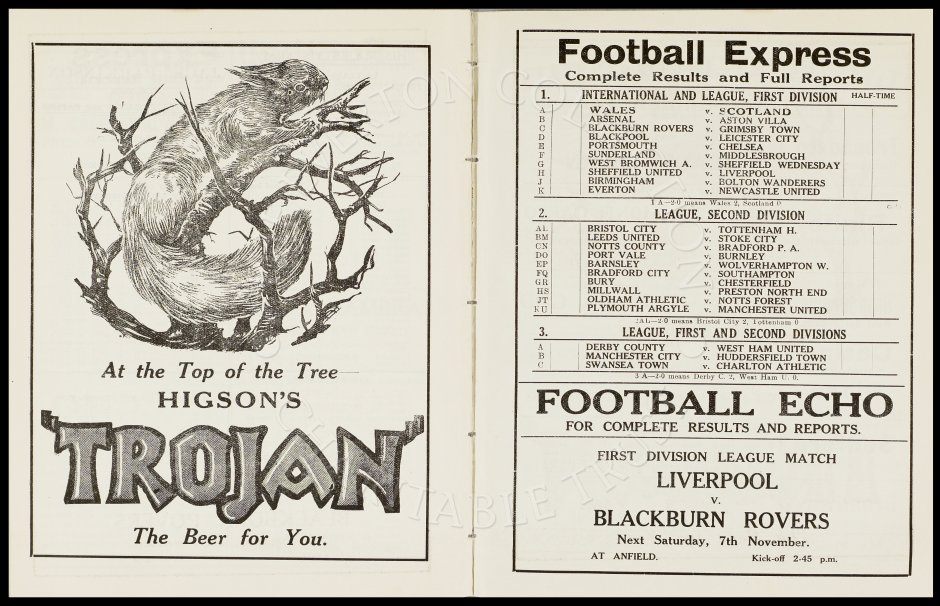 At the Top of the Tree
HIGSON'S
"TROJAN"
The Beer for You.
Football Express
Complete Results and Full Reports
1. INTERNATIONAL AND LEAGUE, FIRST DIVISION HALF-TIME
A WALES v. SCOTLAND
B ARSENAL v. ASTON VILLA
C BLACKBURN ROVERS v. GRIMSBY TOWN
D BLACKPOOL v. LEICESTER CITY
E PORTSMOUTH v. CHELSEA
F SUNDERLAND v. MIDDLESBROUGH
G WEST BROMWICH A. v. SHEFFIELD WEDNESDAY
H SHEFFIELD UNITED v. LIVERPOOL
J BIRMINGHAM v. BOLTON WANDERERS
K EVERTON v. NEWCASTLE UNITED
1 A—2-0 means Wales 2, Scotland 0
2. LEAGUE, SECOND DIVISION
AL BRISTOL CITY v. TOTTENHAM H.
BM LEEDS UNITED v. STOKE CITY
CN NOTTS COUNTY v. BRADFORD P. A.
DO PORT VALE v. BURNLEY
EP BARNSLEY v. WOLVERHAMPTON W.
FQ BRADFORD CITY v. SOUTHAMPTON
GR BURY v. CHESTERFIELD
HS MILLWALL v. PRESTON NORTH END
JT OLDHAM ATHLETIC v. NOTTS FOREST
KU PLYMOUTH ARGYLE v. MANCHESTER UNITED
2AL—2-0 means Bristol City 2, Tottenham 0
3. LEAGUE, FIRST AND SECOND DIVISIONS
A DERBY COUNTY v. WEST HAM UNITED
B MANCHESTER CITY v. HUDDERSFIELD TOWN
C SWANSEA TOWN v. CHARLTON ATHLETIC
3 A—2-0 means Derby C. 2, West Ham U. 0.
FOOTBALL ECHO
FOR COMPLETE RESULTS AND REPORTS.
FIRST DIVISION LEAGUE MATCH
LIVERPOOL
v.
BLACKBURN ROVERS
Next Saturday, 7th November.
AT ANFIELD. Kick-off 2-45 p.m.